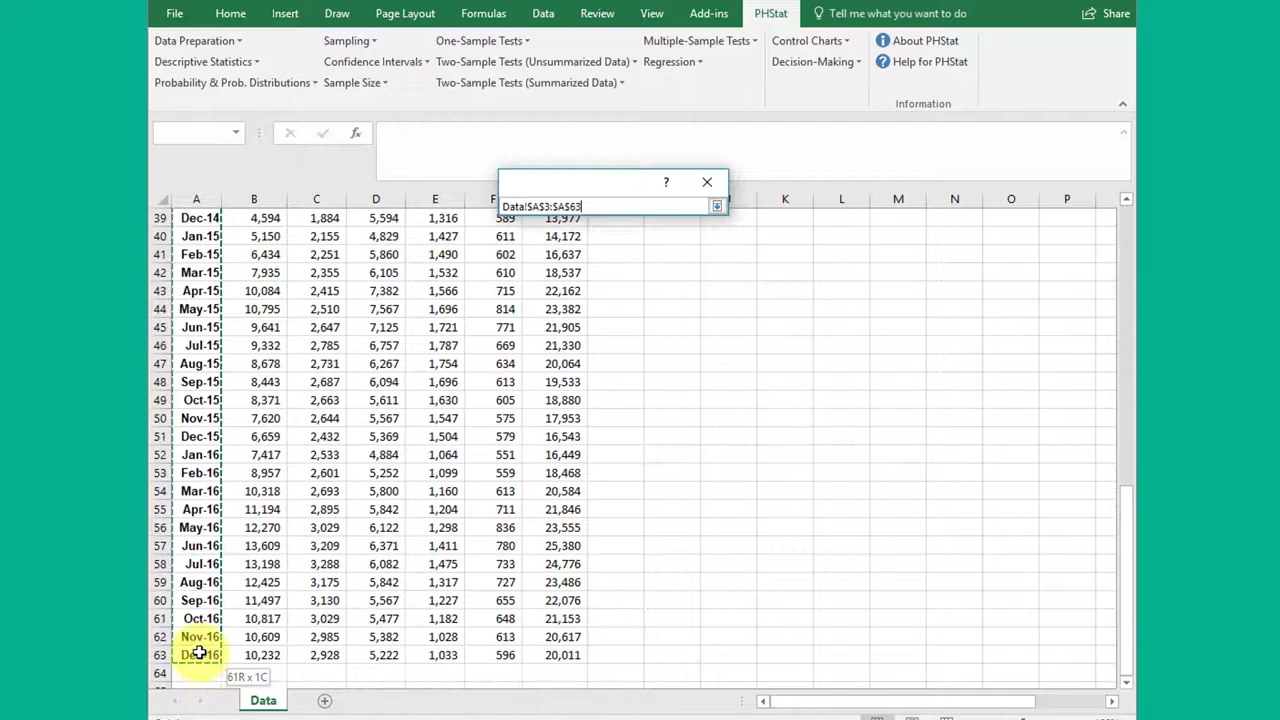 File Home Insert Draw Page Layout Formulas Data Review View Add-ins PHStat Tell me what you want to do Share
Data Preparation Sampling One-Sample Tests Multiple-Sample Tests Control Charts About PHStat
Descriptive Statistics Confidence Intervals Two-Sample Tests (Unsummarized Data) Regression Decision-Making Help for PHStat
Probability & Prob. Distributions Sample Size Two-Sample Tests (Summarized Data)
Information
fx
? 
Data!$A$3:$A$63
A B C D E F J K L M N O P
39 Dec-14 4,594 1,884 5,594 1,316 589 13,977
40 Jan-15 5,150 2,155 4,829 1,427 611 14,172
41 Feb-15 6,434 2,251 5,860 1,490 602 16,637
42 Mar-15 7,935 2,355 6,105 1,532 610 18,537
43 Apr-15 10,084 2,415 7,382 1,566 715 22,162
44 May-15 10,795 2,510 7,567 1,696 814 23,382
45 Jun-15 9,641 2,647 7,125 1,721 771 21,905
46 Jul-15 9,332 2,785 6,757 1,787 669 21,330
47 Aug-15 8,678 2,731 6,267 1,754 634 20,064
48 Sep-15 8,443 2,687 6,094 1,696 613 19,533
49 Oct-15 8,371 2,663 5,611 1,630 605 18,880
50 Nov-15 7,620 2,644 5,567 1,547 575 17,953
51 Dec-15 6,659 2,432 5,369 1,504 579 16,543
52 Jan-16 7,417 2,533 4,884 1,064 551 16,449
53 Feb-16 8,957 2,601 5,252 1,099 559 18,468
54 Mar-16 10,318 2,693 5,800 1,160 613 20,584
55 Apr-16 11,194 2,895 5,842 1,204 711 21,846
56 May-16 12,270 3,029 6,122 1,298 836 23,555
57 Jun-16 13,609 3,209 6,371 1,411 780 25,380
58 Jul-16 13,198 3,288 6,082 1,475 733 24,776
59 Aug-16 12,425 3,175 5,842 1,317 727 23,486
60 Sep-16 11,497 3,130 5,567 1,227 655 22,076
61 Oct-16 10,817 3,029 5,477 1,182 648 21,153
62 Nov-16 10,609 2,985 5,382 1,028 613 20,617
63 Dec-16 10,232 2,928 5,222 1,033 596 20,011
64
61R x 1C
Data